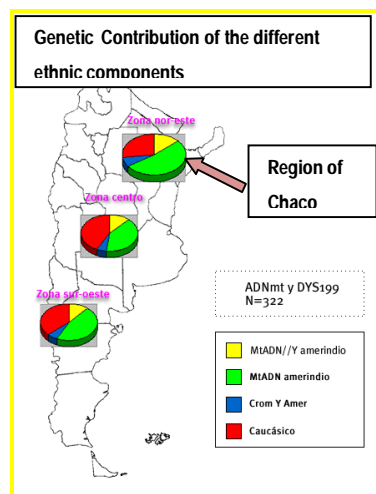 Genetic Contribution of the different
ethnic components
Zona nor-este
Region of
Chaco
Zona centro
Zona sur-oeste
ADNmt y DYS199
N=322
MtADN//Y amerindio
MtADN amerindio
Crom Y Amer
Caucásico